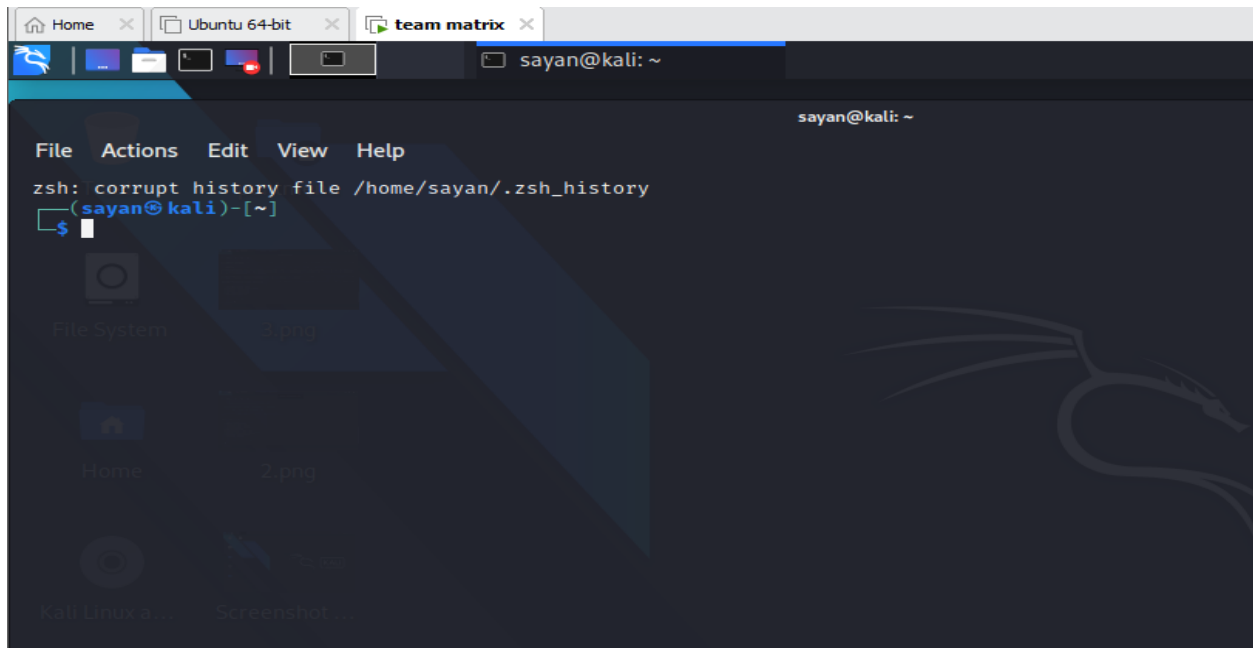 Home Ubuntu 64-bit team matrix
sayan@kali: ~
sayan@kali: ~
File Actions Edit View Help
zsh: corrupt history file /home/sayan/.zsh_history
(sayan㉿kali)-[~]
$
File System 3.png
Home 2.png
Kali Linux a... Screenshot ...